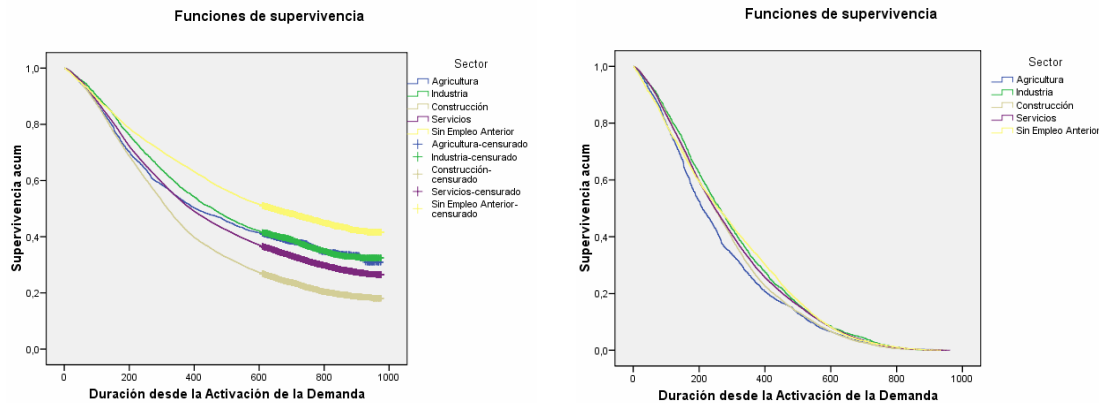 Funciones de supervivencia
Supervivencia acum
1,0
0,8
0,6
0,4
0,2
0,0
0
200
400
600
800
1000
Duración desde la Activación de la Demanda
Sector
Agricultura
Industria
Construcción
Servicios
Sin Empleo Anterior
Agricultura-censurado
Industria-censurado
Construcción-
censurado
Servicios-censurado
Sin Empleo Anterior-
censurado
Funciones de supervivencia
Supervivencia acum
1,0
0,8
0,6
0,4
0,2
0,0
0
200
400
600
800
1000
Duración desde la Activación de la Demanda
Sector
Agricultura
Industria
Construcción
Servicios
Sin Empleo Anterior